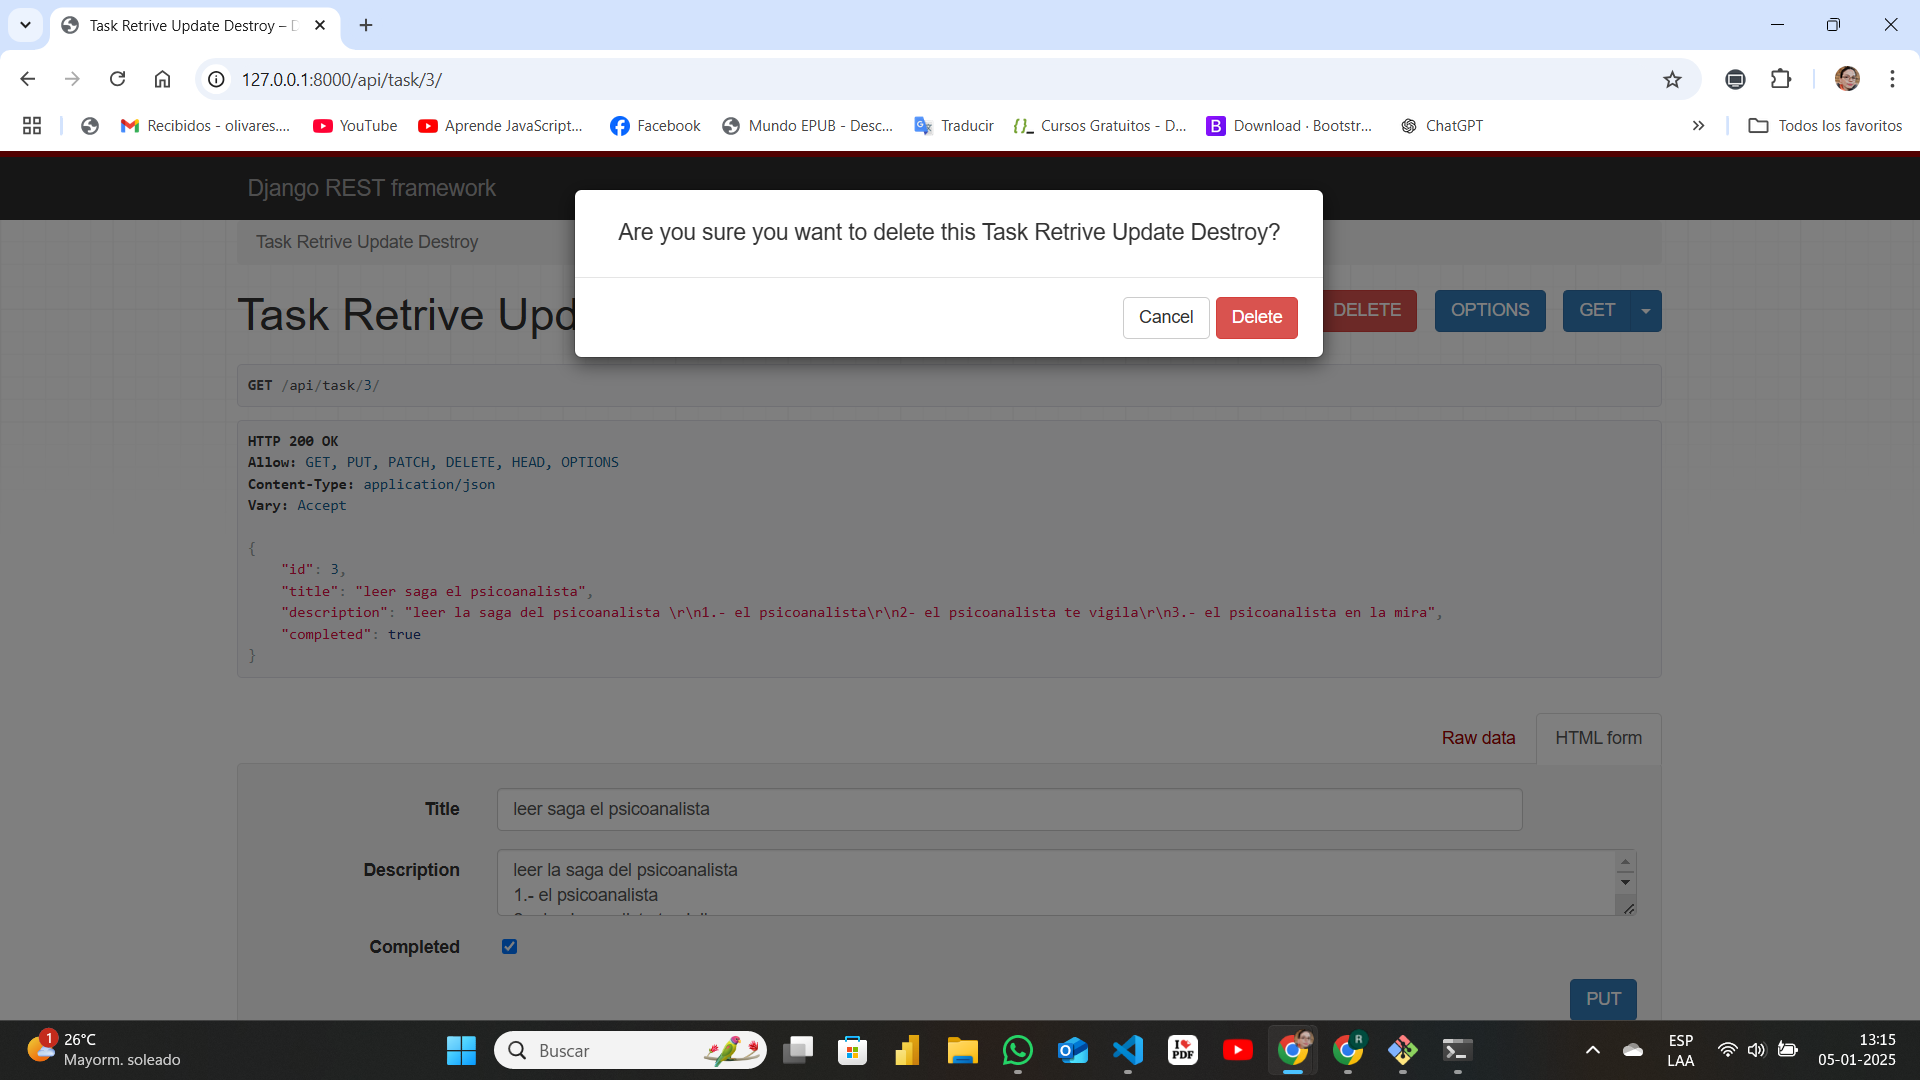 Task Retrive Update Destroy –
127.0.0.1:8000/api/task/3/
Recibidos - olivares....
YouTube
Aprende JavaScript...
Facebook
Mundo EPUB - Desc...
Traducir
Cursos Gratuitos - D...
Download · Bootstr...
ChatGPT
Todos los favoritos
Django REST framework
Task Retrive Update Destroy
Are you sure you want to delete this Task Retrive Update Destroy?
Cancel
Delete
Task Retrive Upd
DELETE
OPTIONS
GET
GET /api/task/3/
HTTP 200 OK
Allow: GET, PUT, PATCH, DELETE, HEAD, OPTIONS
Content-Type: application/json
Vary: Accept
{
"id": 3,
"title": "leer saga el psicoanalista",
"description": "leer la saga del psicoanalista \r\n1.- el psicoanalista\r\n2- el psicoanalista te vigila\r\n3.- el psicoanalista en la mira",
"completed": true
}
Raw data
HTML form
Title
leer saga el psicoanalista
Description
leer la saga del psicoanalista
1.- el psicoanalista
Completed
PUT
1
26°C
Mayorm. soleado
Buscar
I PDF
R
ESP
LAA
13:15
05-01-2025